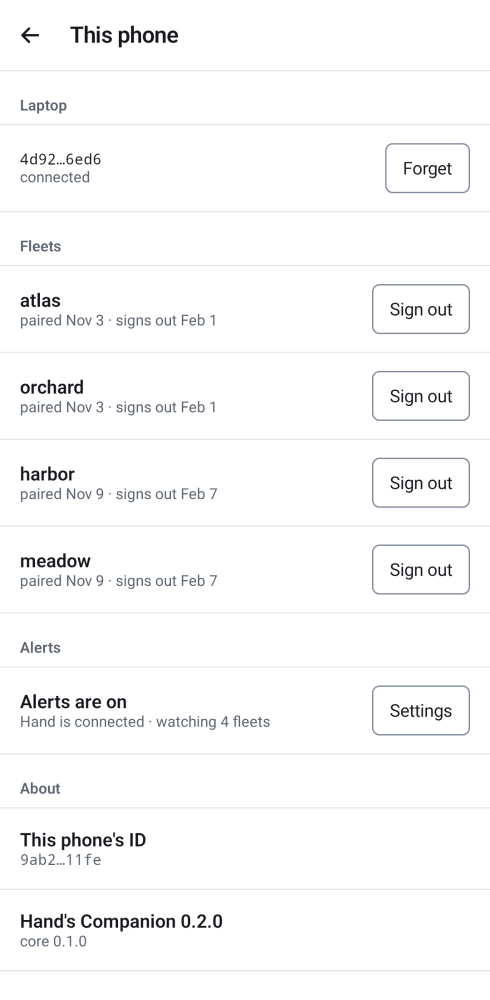 This phone
Laptop
4d92…6ed6
connected
Forget
Fleets
atlas
paired Nov 3 · signs out Feb 1
Sign out
orchard
paired Nov 3 · signs out Feb 1
Sign out
harbor
paired Nov 9 · signs out Feb 7
Sign out
meadow
paired Nov 9 · signs out Feb 7
Sign out
Alerts
Alerts are on
Hand is connected · watching 4 fleets
Settings
About
This phone's ID
9ab2…11fe
Hand's Companion 0.2.0
core 0.1.0